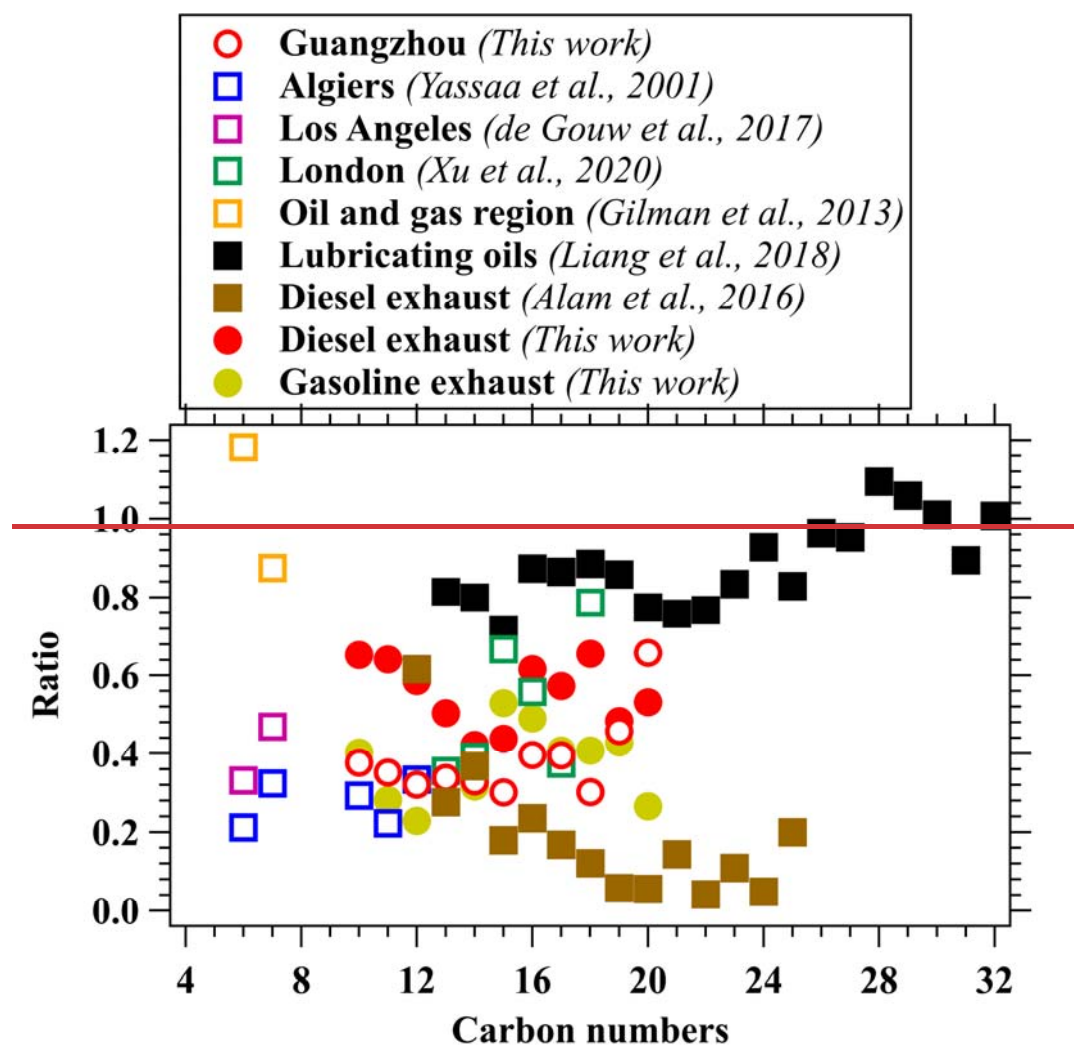 Guangzhou (This work)
Algiers (Yassaa et al., 2001)
Los Angeles (de Gouw et al., 2017)
London (Xu et al., 2020)
Oil and gas region (Gilman et al., 2013)
Lubricating oils (Liang et al., 2018)
Diesel exhaust (Alam et al., 2016)
Diesel exhaust (This work)
Gasoline exhaust (This work)
1.2
1.0
0.8
0.6
0.4
0.2
0.0
Ratio
4 8 12 16 20 24 28 32
Carbon numbers